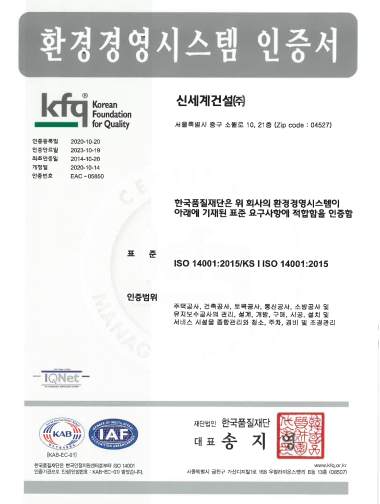 환경경영시스템 인증서
kfq® Korean
Foundation
for Quality
신세계건설㈜
서울특별시 중구 소월로 10, 21층 (Zip code : 04527)
인증등록일 2020-10-20
인증만료일 2023-10-19
최초인증일 2014-10-20
개정일 2020-10-14
인증번호 EAC-05850
한국품질재단은 위 회사의 환경경영시스템이
아래에 기재된 표준 요구사항에 적합함을 인증함
표 준
ISO 14001:2015/KS I ISO 14001:2015
인증범위
주택공사, 건축공사, 토목공사, 통신공사, 소방공사 및
유지보수공사의 관리, 설계, 개발, 구매, 시공, 설치 및
서비스 시설물 종합관리와 청소, 주차, 경비 및 조경관리
IQNet
KAB
IAF
(KAB-EC-01)
재단법인 한국품질재단
대표 송지영
www.kfq.or.kr
한국품질재단은 한국인정지원센터로부터 ISO 14001
인증기관으로 인정(인정번호 : KAB-EC-01) 받았습니다.
서울특별시 금천구 가산디지털1로 168 우림라이온스밸리 B동 13층 (08507)